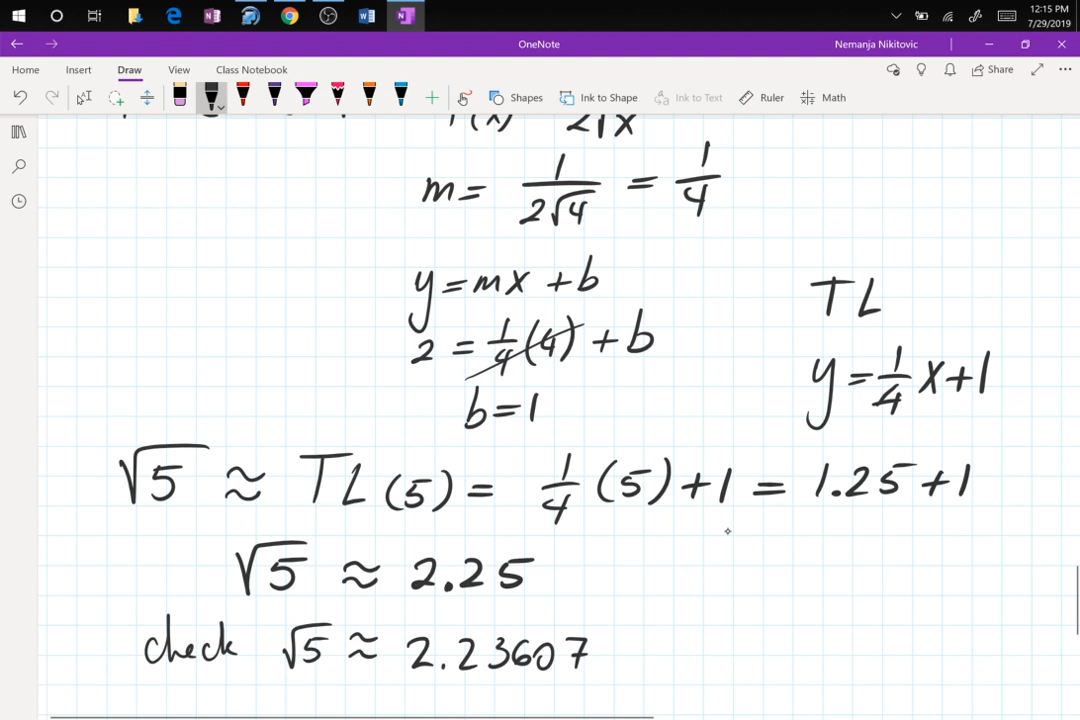 12:15 PM
7/29/2019
OneNote
Nemanja Nikitovic
Home Insert Draw View Class Notebook
Share
Shapes Ink to Shape Ink to Text Ruler Math
2√x
m = 1/(2√4) = 1/4
y = mx + b
TL
2 = 1/4 (4) + b
y = 1/4 x + 1
b = 1
√5 ≈ TL (5) = 1/4 (5) + 1 = 1.25 + 1
√5 ≈ 2.25
check √5 ≈ 2.23607